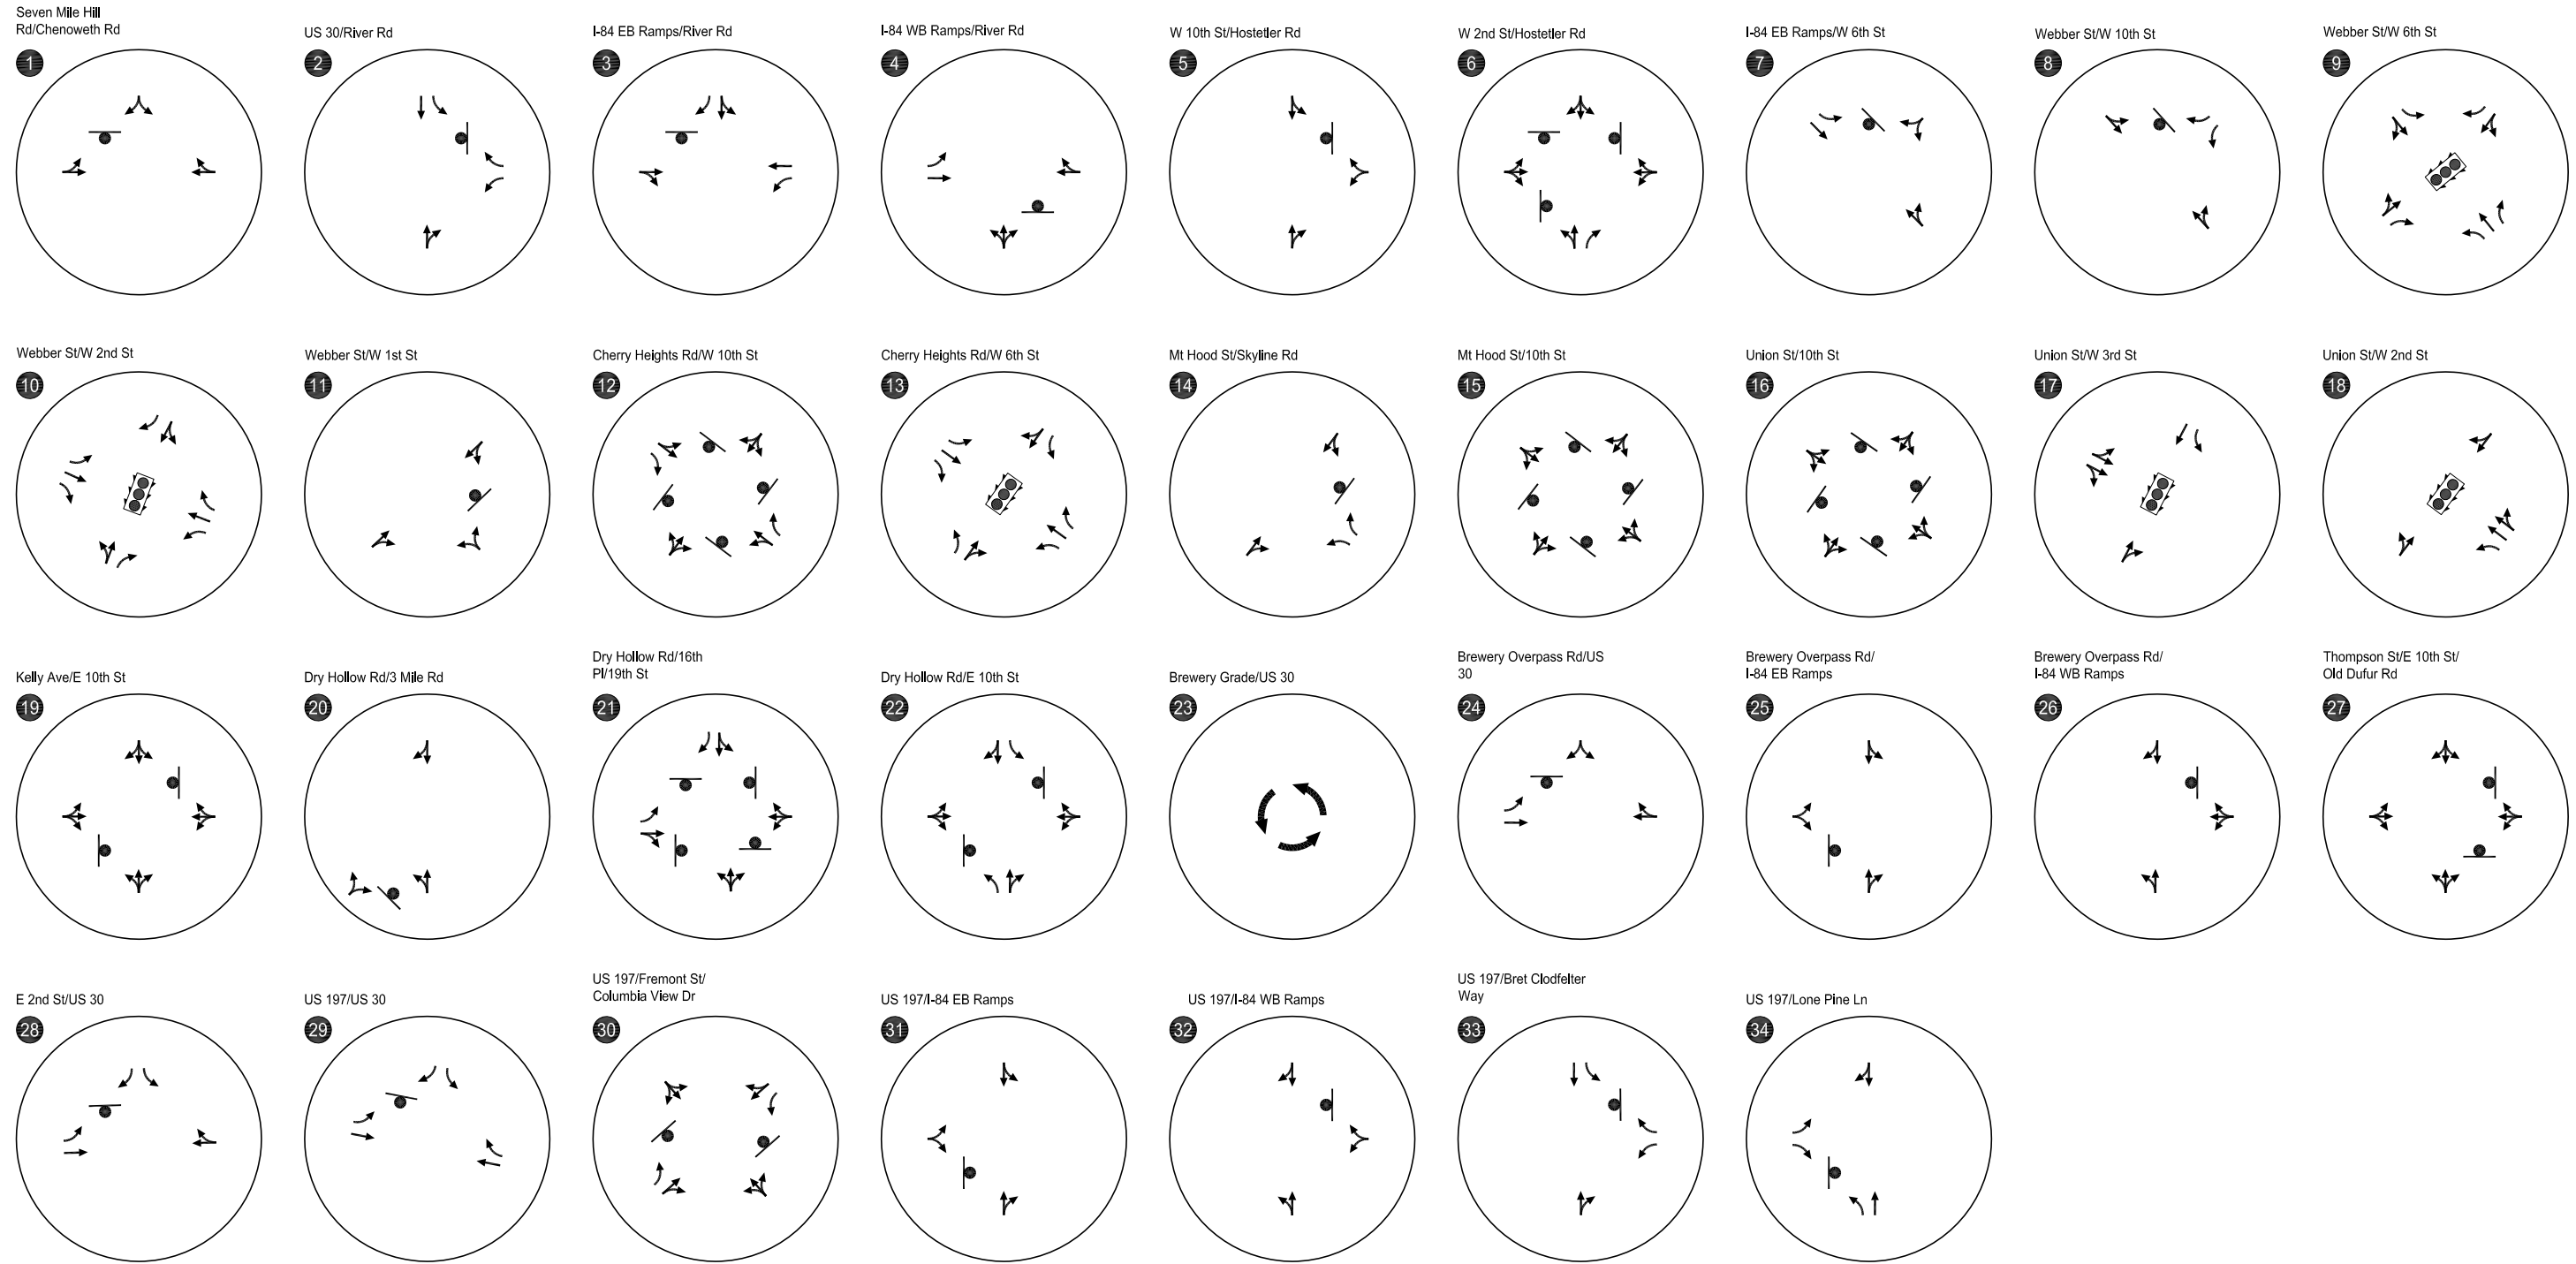 Seven Mile Hill
Rd/Chenoweth Rd
1
US 30/River Rd
2
I-84 EB Ramps/River Rd
3
I-84 WB Ramps/River Rd
4
W 10th St/Hostetler Rd
5
W 2nd St/Hostetler Rd
6
I-84 EB Ramps/W 6th St
7
Webber St/W 10th St
8
Webber St/W 6th St
9
Webber St/W 2nd St
10
Webber St/W 1st St
11
Cherry Heights Rd/W 10th St
12
Cherry Heights Rd/W 6th St
13
Mt Hood St/Skyline Rd
14
Mt Hood St/10th St
15
Union St/10th St
16
Union St/W 3rd St
17
Union St/W 2nd St
18
Kelly Ave/E 10th St
19
Dry Hollow Rd/3 Mile Rd
20
Dry Hollow Rd/16th
Pl/19th St
21
Dry Hollow Rd/E 10th St
22
Brewery Grade/US 30
23
Brewery Overpass Rd/US
30
24
Brewery Overpass Rd/
I-84 EB Ramps
25
Brewery Overpass Rd/
I-84 WB Ramps
26
Thompson St/E 10th St/
Old Dufur Rd
27
E 2nd St/US 30
28
US 197/US 30
29
US 197/Fremont St/
Columbia View Dr
30
US 197/I-84 EB Ramps
31
US 197/I-84 WB Ramps
32
US 197/Bret Clodfelter
Way
33
US 197/Lone Pine Ln
34